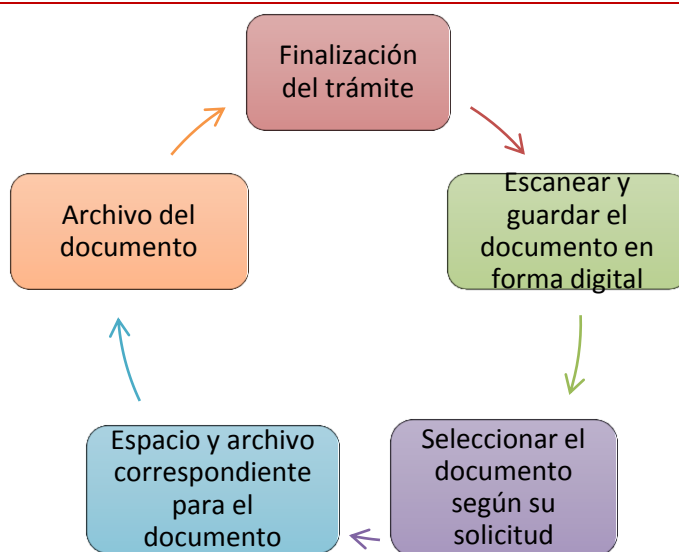 Finalización
del trámite
Escanear y
guardar el
documento en
forma digital
Seleccionar el
documento
según su
solicitud
Espacio y archivo
correspondiente
para el
documento
Archivo del
documento